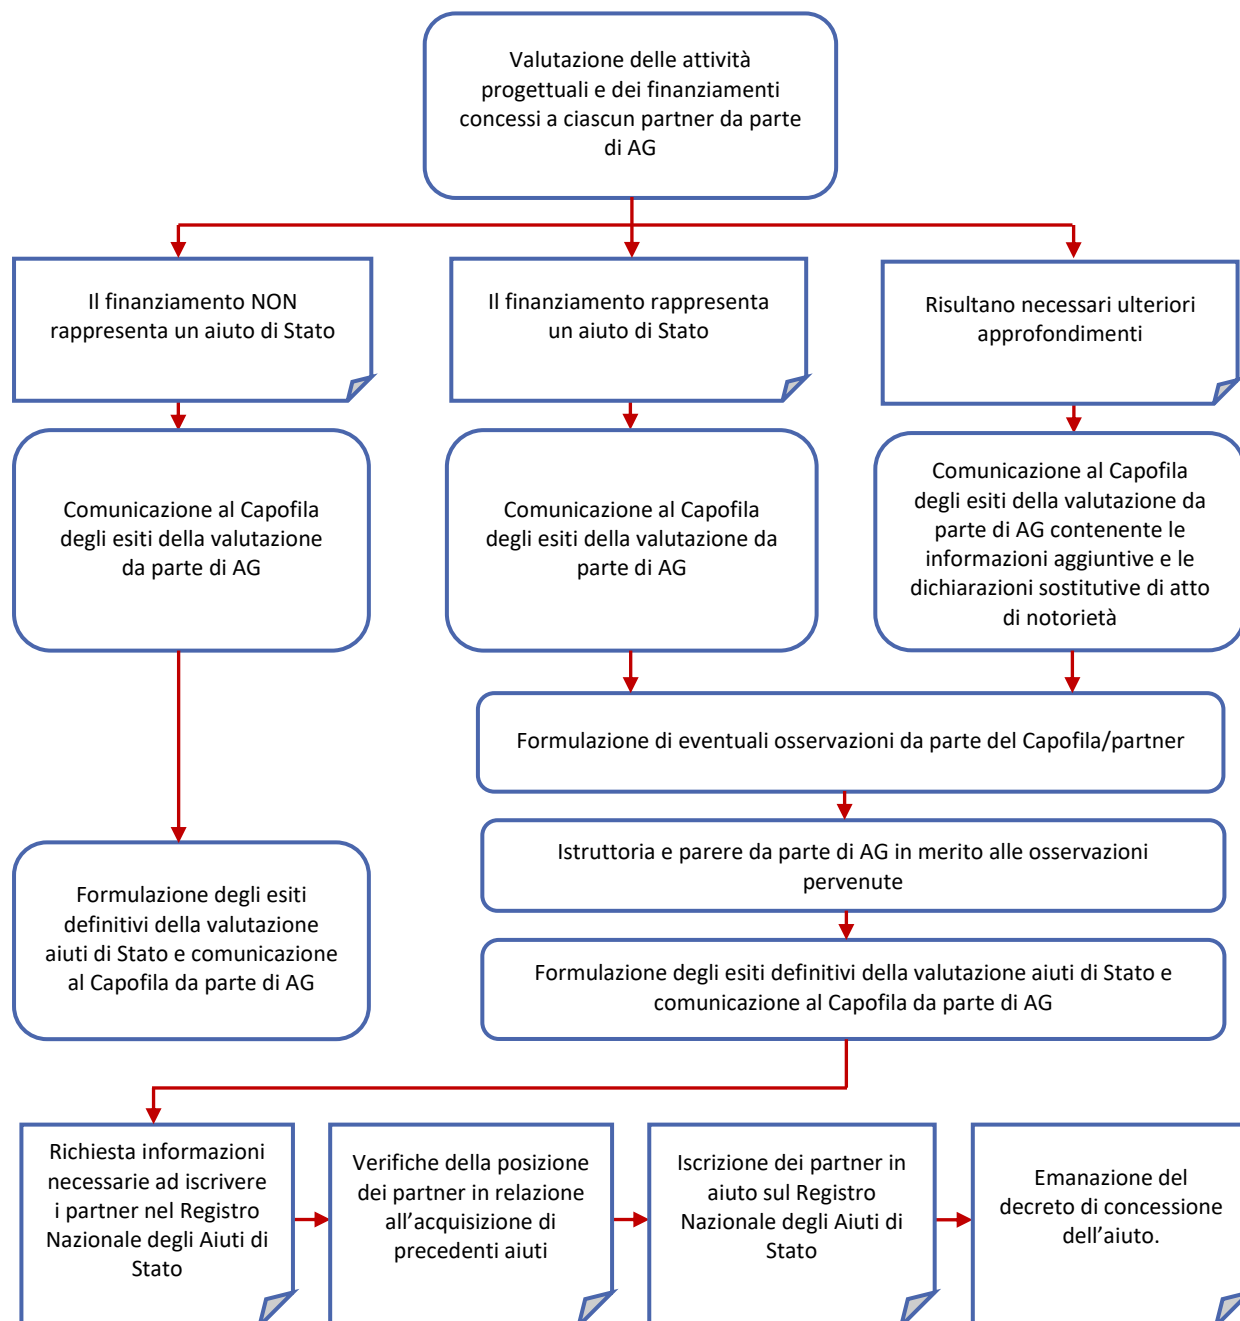 Valutazione delle attività
progettuali e dei finanziamenti
concessi a ciascun partner da parte
di AG
Il finanziamento NON
rappresenta un aiuto di Stato
Il finanziamento rappresenta
un aiuto di Stato
Risultano necessari ulteriori
approfondimenti
Comunicazione al Capofila
degli esiti della valutazione
da parte di AG
Comunicazione al Capofila
degli esiti della valutazione da
parte di AG
Comunicazione al Capofila
degli esiti della valutazione da
parte di AG contenente le
informazioni aggiuntive e le
dichiarazioni sostitutive di atto
di notorietà
Formulazione di eventuali osservazioni da parte del Capofila/partner
Istruttoria e parere da parte di AG in merito alle osservazioni
pervenute
Formulazione degli esiti
definitivi della valutazione
aiuti di Stato e comunicazione
al Capofila da parte di AG
Formulazione degli esiti definitivi della valutazione aiuti di Stato e
comunicazione al Capofila da parte di AG
Richiesta informazioni
necessarie ad iscrivere
i partner nel Registro
Nazionale degli Aiuti di
Stato
Verifiche della posizione
dei partner in relazione
all’acquisizione di
precedenti aiuti
Iscrizione dei partner in
aiuto sul Registro
Nazionale degli Aiuti di
Stato
Emanazione del
decreto di concessione
dell’aiuto.